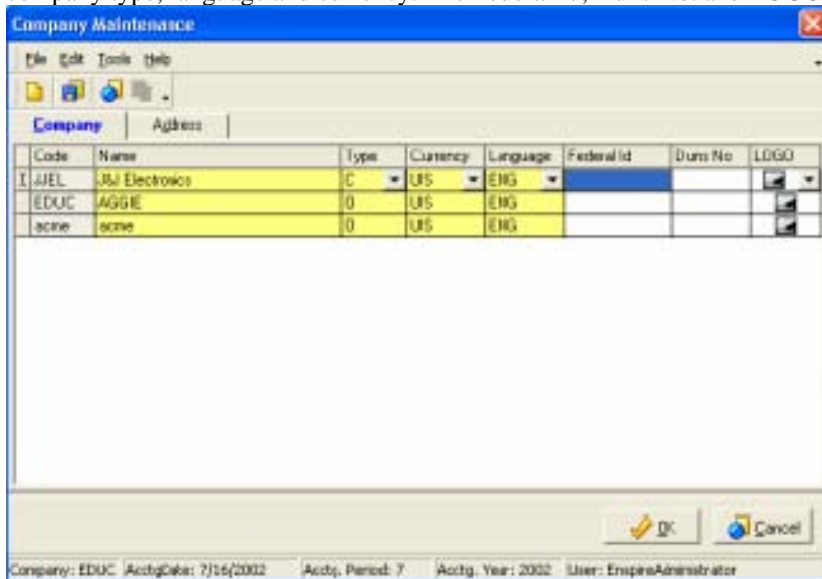 Company Maintenance
File Edit Tools Help
Company Address
Code Name Type Currency Language Federal Id Duns No LOGO
I JJEL J&J Electronics C US ENG
EDUC AGGIE 0 US ENG
acme acme 0 US ENG
OK Cancel
Company: EDUC AcctgDate: 7/16/2002 Acctg. Period: 7 Acctg. Year: 2002 User: EnspireAdministrator